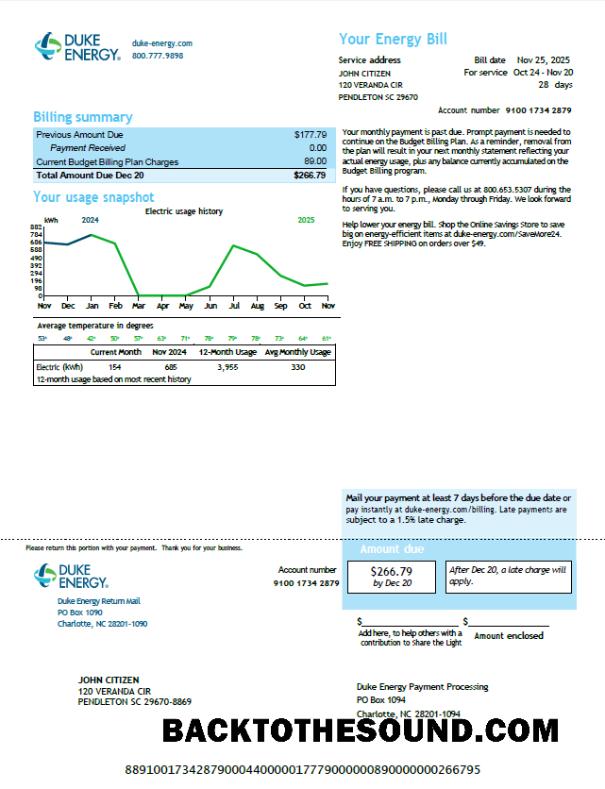 DUKE ENERGY®
duke-energy.com
800.777.9898
Your Energy Bill
Service address
JOHN CITIZEN
120 VERANDA CIR
PENDLETON SC 29670
Bill date Nov 25, 2025
For service Oct 24 - Nov 20
28 days
Account number 9100 1734 2879
Billing summary
Previous Amount Due $177.79
Payment Received 0.00
Current Budget Billing Plan Charges 89.00
Total Amount Due Dec 20 $266.79
Your monthly payment is past due. Prompt payment is needed to
continue on the Budget Billing Plan. As a reminder, removal from
the plan will result in your next monthly statement reflecting your
actual energy usage, plus any balance currently accumulated on the
Budget Billing program.
If you have questions, please call us at 800.653.5307 during the
hours of 7 a.m. to 7 p.m., Monday through Friday. We look forward
to serving you.
Help lower your energy bill. Shop the Online Savings Store to save
big on energy-efficient items at duke-energy.com/SaveMore24.
Enjoy FREE SHIPPING on orders over $49.
Your usage snapshot
Electric usage history
kWh 2024 2025
882
784
686
588
490
392
294
196
98
0
Nov Dec Jan Feb Mar Apr May Jun Jul Aug Sep Oct Nov
Average temperature in degrees
53° 48° 42° 50° 57° 63° 71° 78° 79° 78° 73° 64° 61°
Current Month Nov 2024 12-Month Usage Avg Monthly Usage
Electric (kWh) 154 685 3,955 330
12-month usage based on most recent history
Mail your payment at least 7 days before the due date or
pay instantly at duke-energy.com/billing. Late payments are
subject to a 1.5% late charge.
Please return this portion with your payment. Thank you for your business.
Amount due
DUKE ENERGY®
Account number
9100 1734 2879
$266.79
by Dec 20
After Dec 20, a late charge will
apply.
Duke Energy Return Mail
PO Box 1090
Charlotte, NC 28201-1090
$ $
Add here, to help others with a
contribution to Share the Light
Amount enclosed
JOHN CITIZEN
120 VERANDA CIR
PENDLETON SC 29670-8869
Duke Energy Payment Processing
PO Box 1094
Charlotte, NC 28201-1094
BACKTOTHESOUND.COM